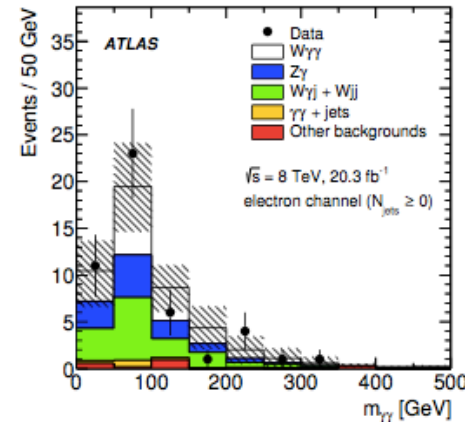 Events / 50 GeV
35
30
25
20
15
10
5
0
ATLAS
Data
Wγγ
Zγ
Wγj + Wjj
γγ + jets
Other backgrounds
√s = 8 TeV, 20.3 fb⁻¹
electron channel (N_jets ≥ 0)
0 100 200 300 400 500
m_γγ [GeV]